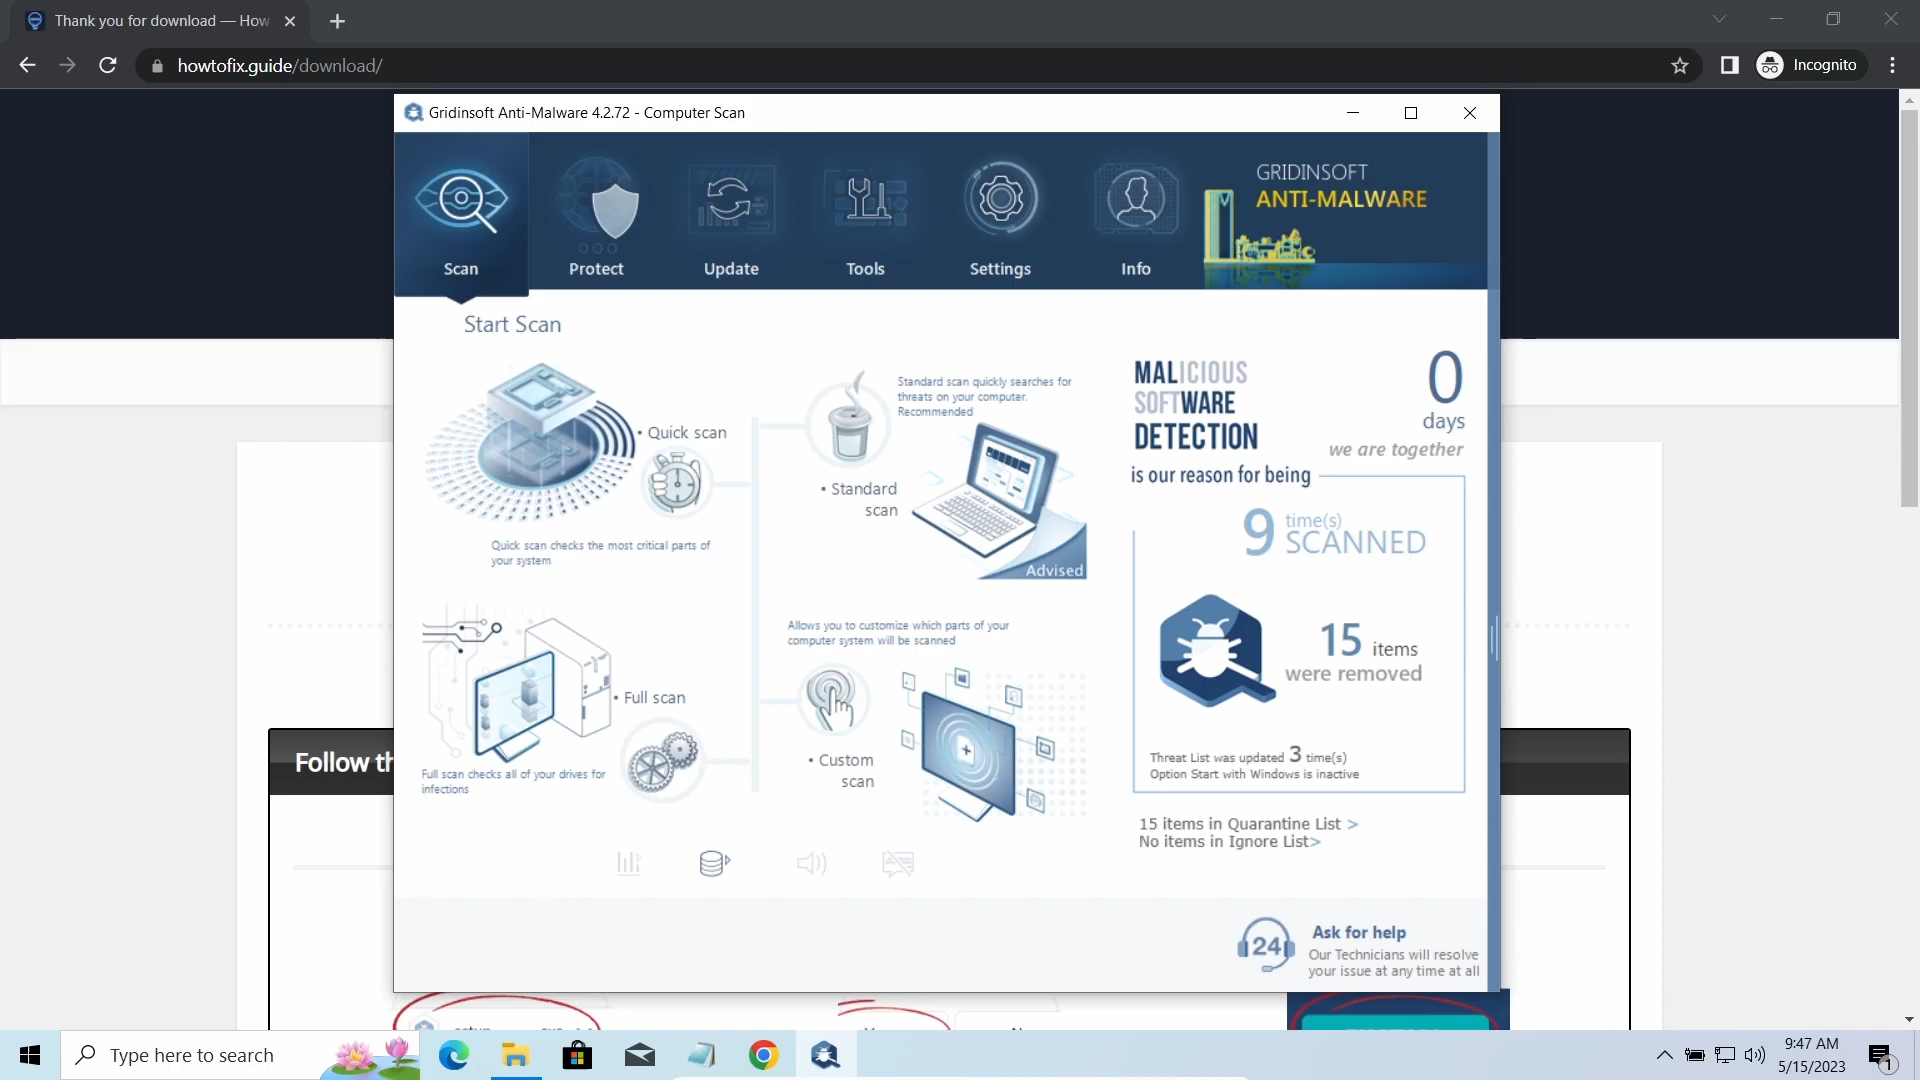 Thank you for download — How
howtofix.guide/download/
Incognito
Gridinsoft Anti-Malware 4.2.72 - Computer Scan
Scan
Protect
Update
Tools
Settings
Info
GRIDINSOFT
ANTI-MALWARE
Start Scan
• Quick scan
Quick scan checks the most critical parts of
your system
Standard scan quickly searches for
threats on your computer.
Recommended
• Standard
scan
Advised
• Full scan
Full scan checks all of your drives for
infections
Allows you to customize which parts of your
computer system will be scanned
• Custom
scan
MALICIOUS
SOFTWARE
DETECTION
is our reason for being
0
days
we are together
9 time(s)
SCANNED
15 items
were removed
Threat List was updated 3 time(s)
Option Start with Windows is inactive
15 items in Quarantine List >
No items in Ignore List>
24
Ask for help
Our Technicians will resolve
your issue at any time at all
Follow th
Type here to search
9:47 AM
5/15/2023
1